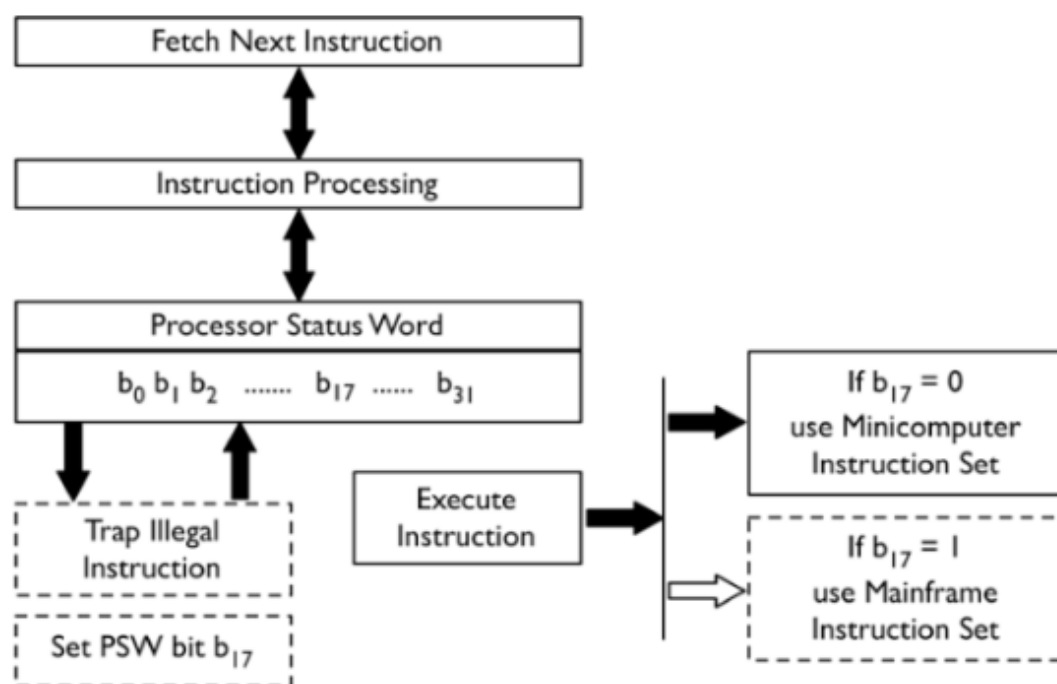 Fetch Next Instruction
Instruction Processing
Processor Status Word
b₀ b₁ b₂ ....... b₁₇ ...... b₃₁
Trap Illegal
Instruction
Set PSW bit b₁₇
Execute
Instruction
If b₁₇ = 0
use Minicomputer
Instruction Set
If b₁₇ = 1
use Mainframe
Instruction Set